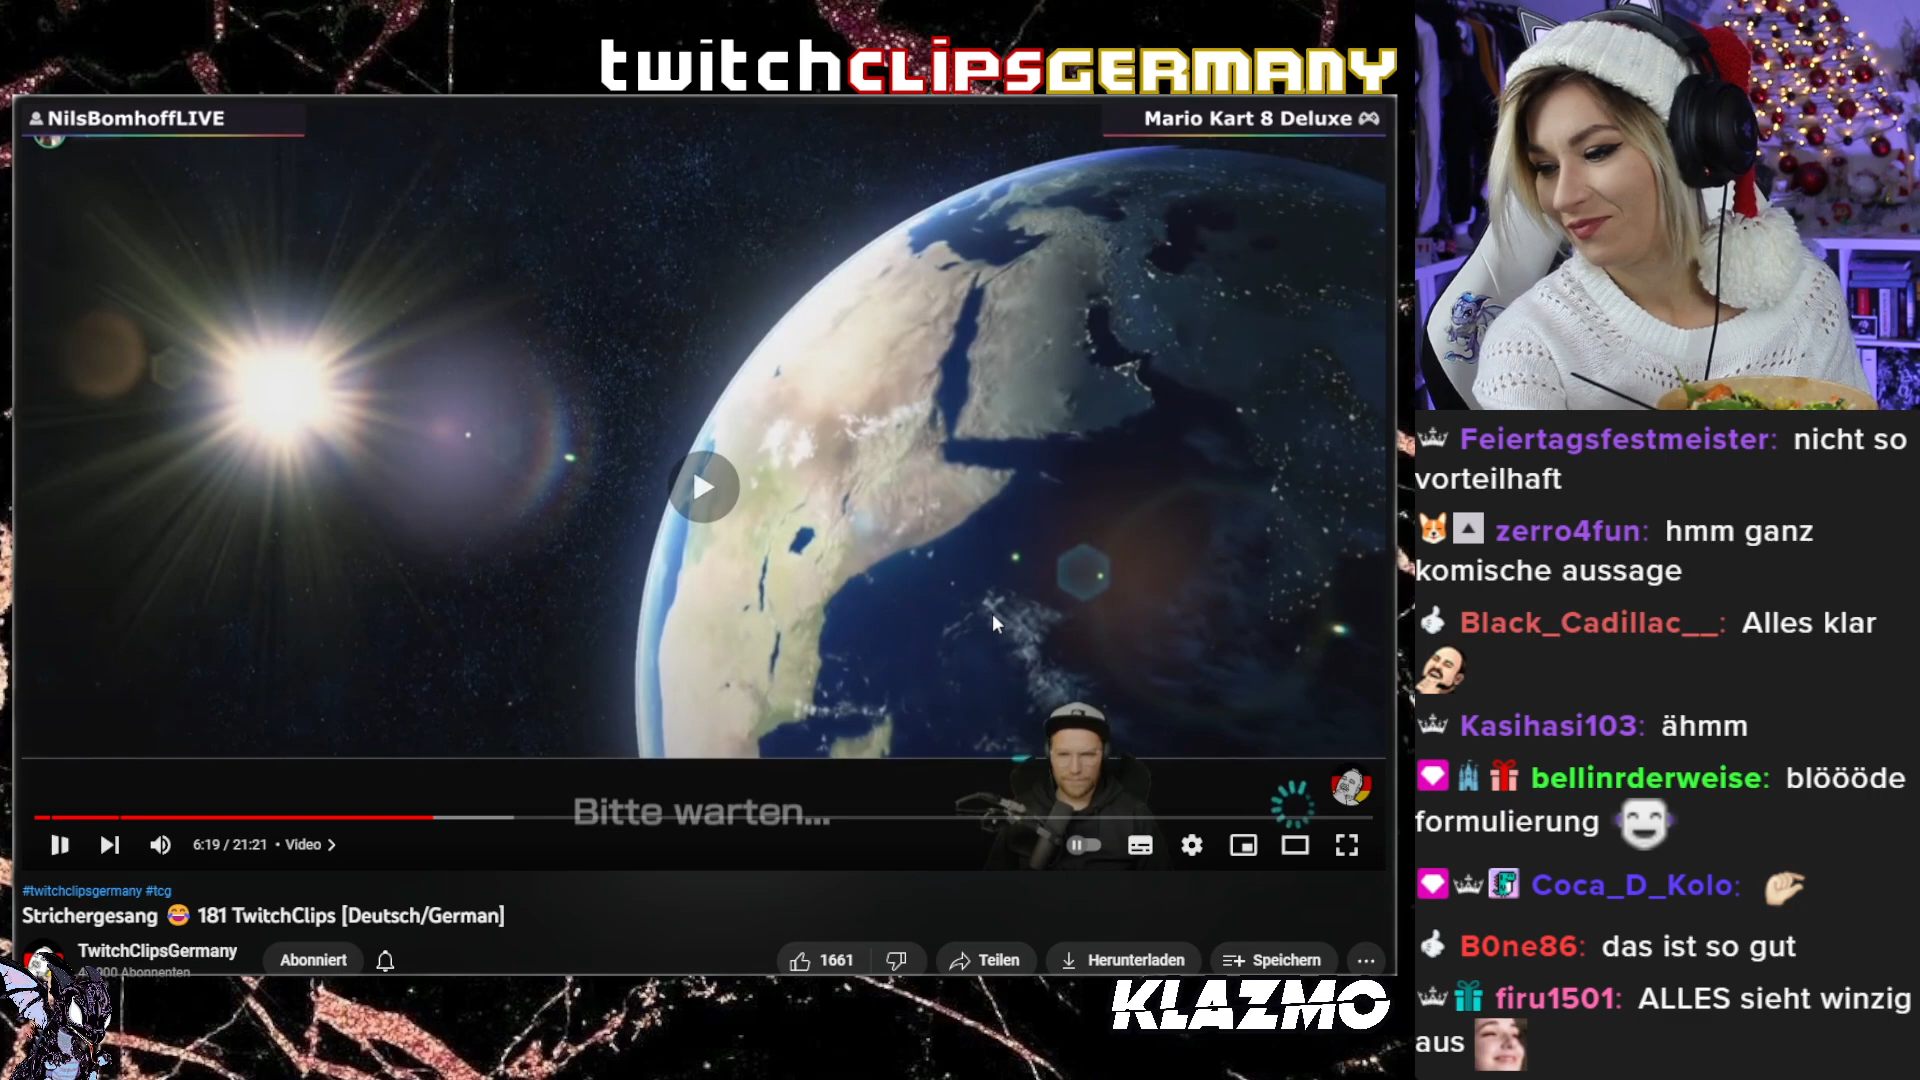 twitchCLiPSGERMANY
NilsBomhoffLIVE
Mario Kart 8 Deluxe
Bitte warten...
6:19 / 21:21 • Video
#twitchclipsgermany #tcg
Strichergesang 😂 181 TwitchClips [Deutsch/German]
TwitchClipsGermany
Abonniert
1661
Teilen
Herunterladen
Speichern
Abonnenten
KLAZMO
Feiertagsfestmeister: nicht so
vorteilhaft
zerro4fun: hmm ganz
komische aussage
Black_Cadillac__: Alles klar
Kasihasi103: ähmm
bellinrderweise: blöööde
formulierung
Coca_D_Kolo:
B0ne86: das ist so gut
firu1501: ALLES sieht winzig
aus